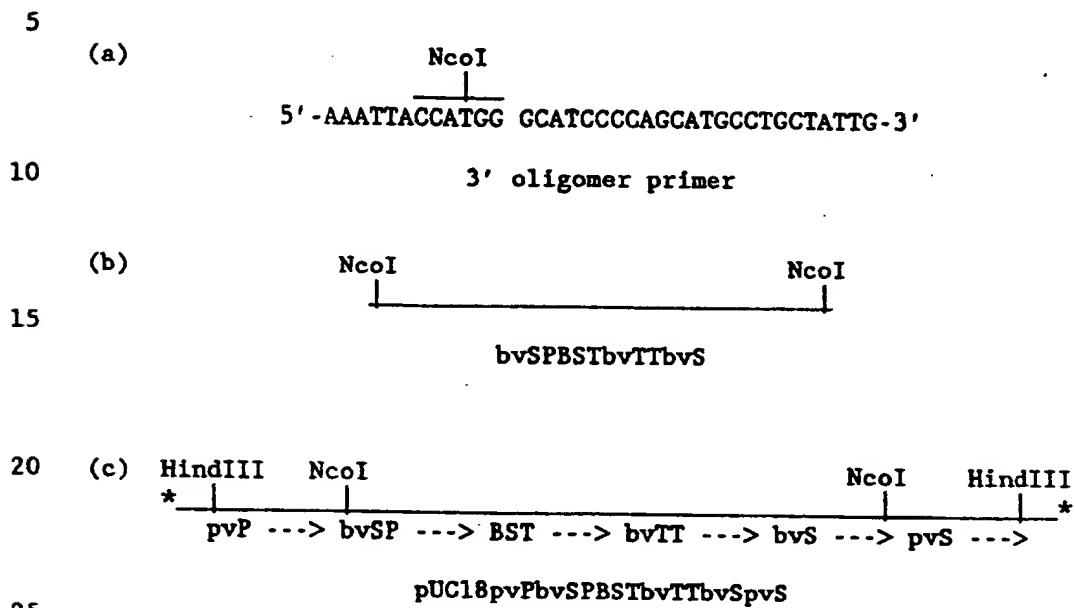 5
(a) NcoI
5'-AAATTACCATGG GCATCCCCAGCATGCCTGCTATTG-3'
10 3' oligomer primer
(b) NcoI NcoI
15
bvSPBSTbvTTbvS
20 (c) HindIII NcoI NcoI HindIII
* *
pvP ---> bvSP ---> BST ---> bvTT ---> bvS ---> pvS --->
pUC18pvPbvSPBSTbvTTbvSpvS